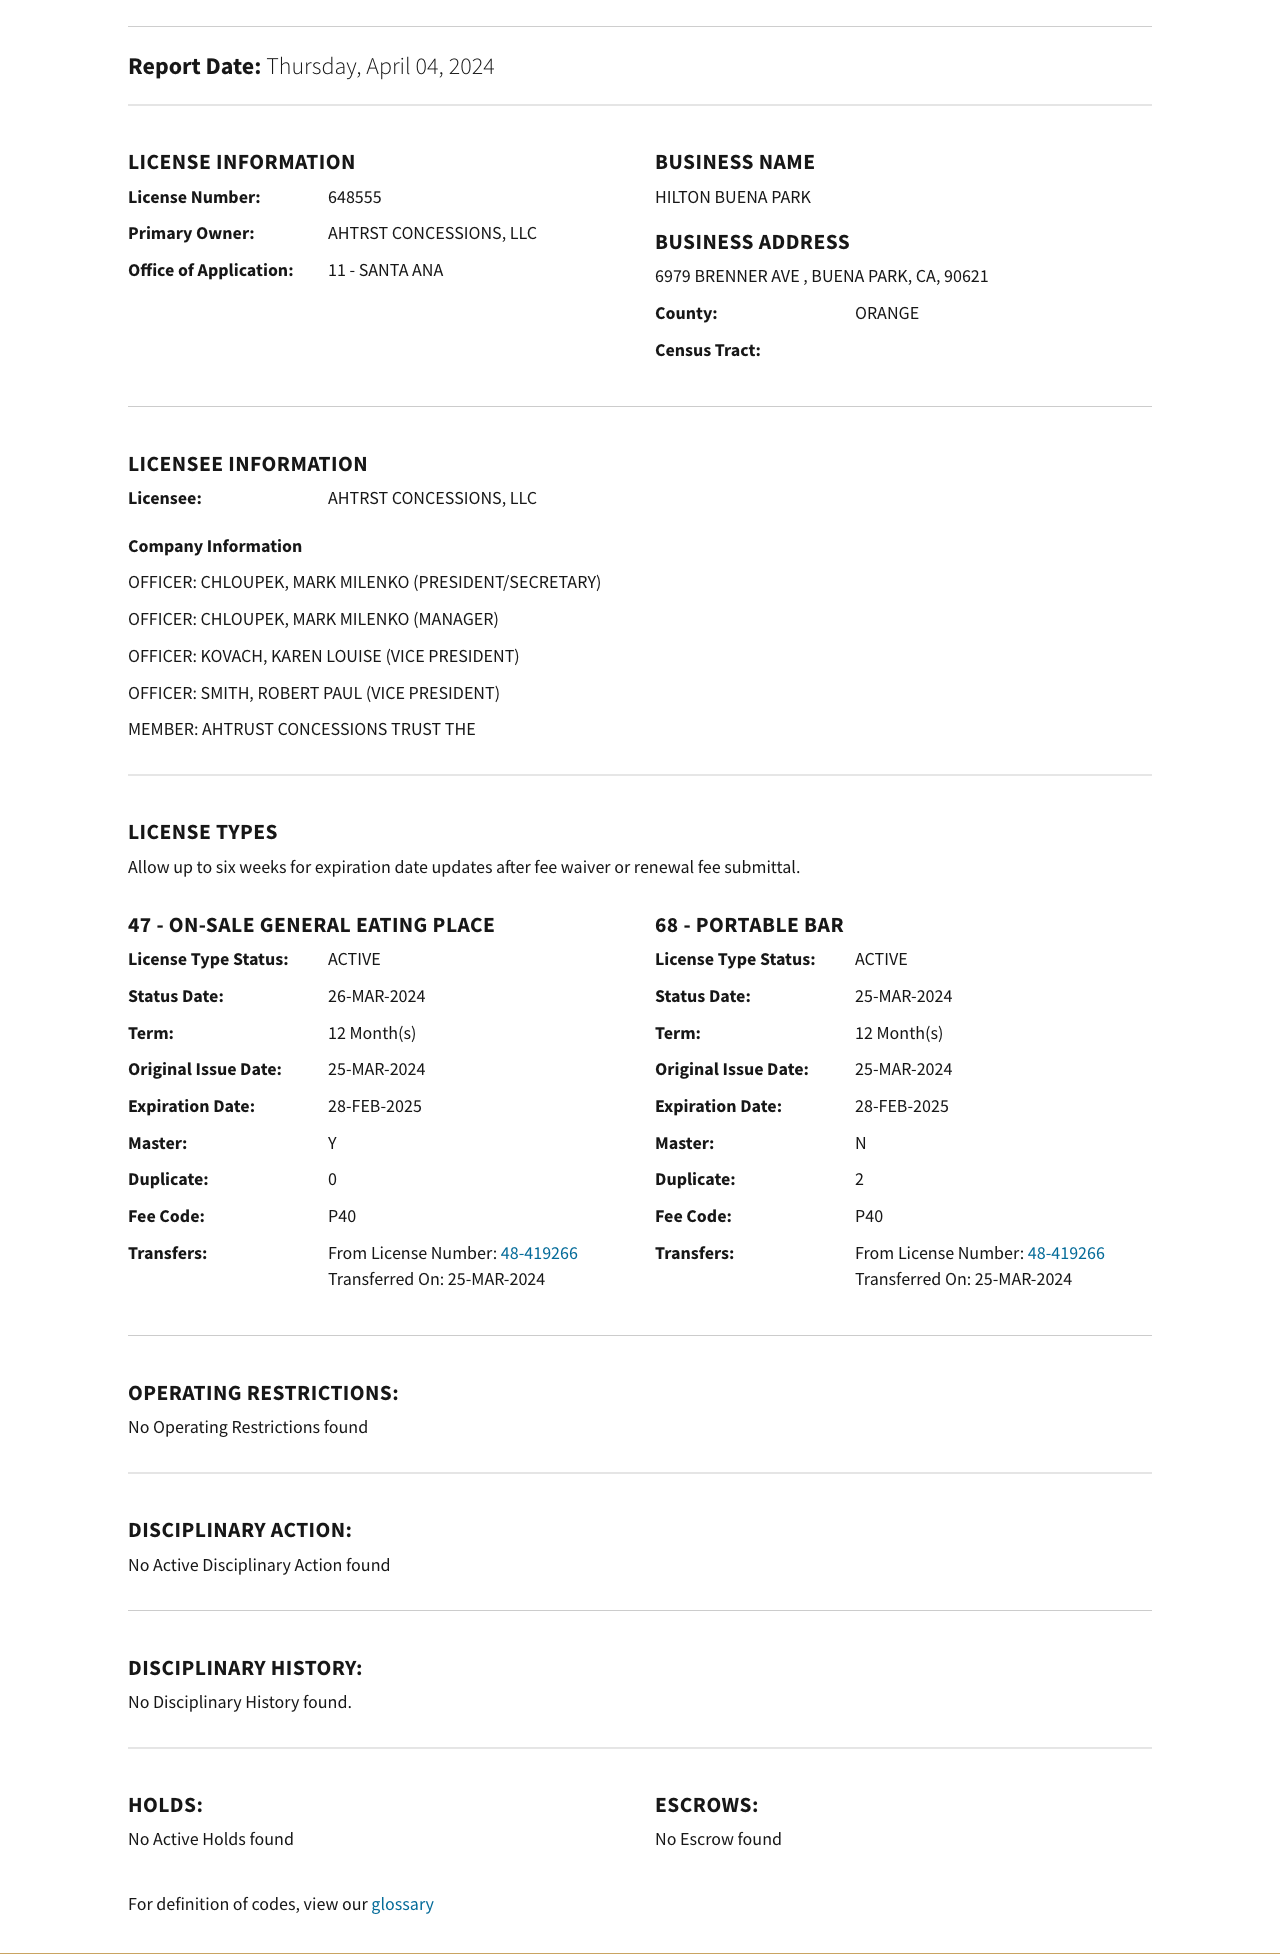 Report Date: Thursday, April 04, 2024
LICENSE INFORMATION
License Number: 648555
Primary Owner: AHTRST CONCESSIONS, LLC
Office of Application: 11 - SANTA ANA
BUSINESS NAME
HILTON BUENA PARK
BUSINESS ADDRESS
6979 BRENNER AVE , BUENA PARK, CA, 90621
County: ORANGE
Census Tract:
LICENSEE INFORMATION
Licensee: AHTRST CONCESSIONS, LLC
Company Information
OFFICER: CHLOUPEK, MARK MILENKO (PRESIDENT/SECRETARY)
OFFICER: CHLOUPEK, MARK MILENKO (MANAGER)
OFFICER: KOVACH, KAREN LOUISE (VICE PRESIDENT)
OFFICER: SMITH, ROBERT PAUL (VICE PRESIDENT)
MEMBER: AHTRUST CONCESSIONS TRUST THE
LICENSE TYPES
Allow up to six weeks for expiration date updates after fee waiver or renewal fee submittal.
47 - ON-SALE GENERAL EATING PLACE
License Type Status: ACTIVE
Status Date: 26-MAR-2024
Term: 12 Month(s)
Original Issue Date: 25-MAR-2024
Expiration Date: 28-FEB-2025
Master: Y
Duplicate: 0
Fee Code: P40
Transfers: From License Number: 48-419266
Transferred On: 25-MAR-2024
68 - PORTABLE BAR
License Type Status: ACTIVE
Status Date: 25-MAR-2024
Term: 12 Month(s)
Original Issue Date: 25-MAR-2024
Expiration Date: 28-FEB-2025
Master: N
Duplicate: 2
Fee Code: P40
Transfers: From License Number: 48-419266
Transferred On: 25-MAR-2024
OPERATING RESTRICTIONS:
No Operating Restrictions found
DISCIPLINARY ACTION:
No Active Disciplinary Action found
DISCIPLINARY HISTORY:
No Disciplinary History found.
HOLDS:
No Active Holds found
ESCROWS:
No Escrow found
For definition of codes, view our glossary